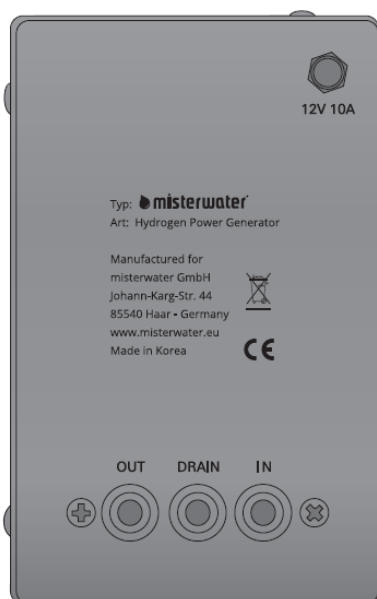 12V 10A
Typ: misterwater
Art: Hydrogen Power Generator
Manufactured for
misterwater GmbH
Johann-Karg-Str. 44
85540 Haar - Germany
www.misterwater.eu
Made in Korea
CE
OUT DRAIN IN